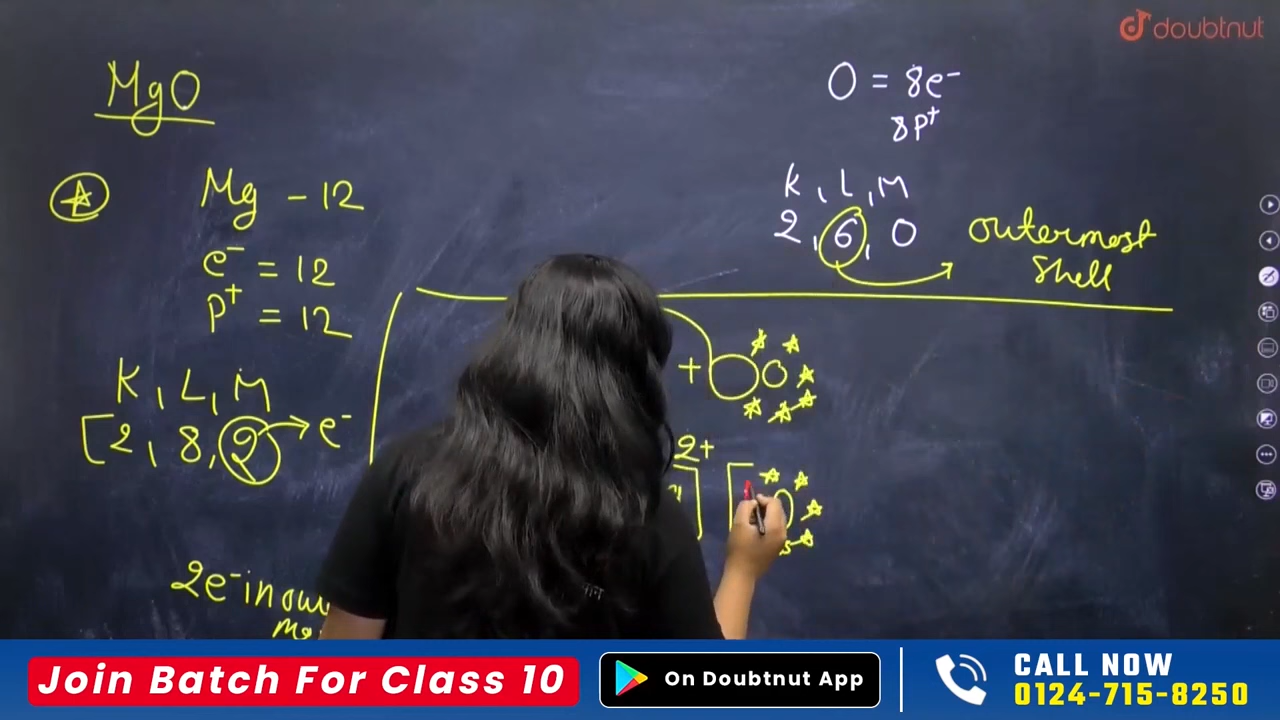 doubtnut
MgO
O = 8e⁻
8p⁺
Mg - 12
e⁻ = 12
p⁺ = 12
K, L, M
2, 6, 0
outermost
shell
K, L, M
[2, 8, 2 → e⁻
+ O
2+
[
2e⁻ in ou
Mg
Join Batch For Class 10
On Doubtnut App
CALL NOW
0124-715-8250